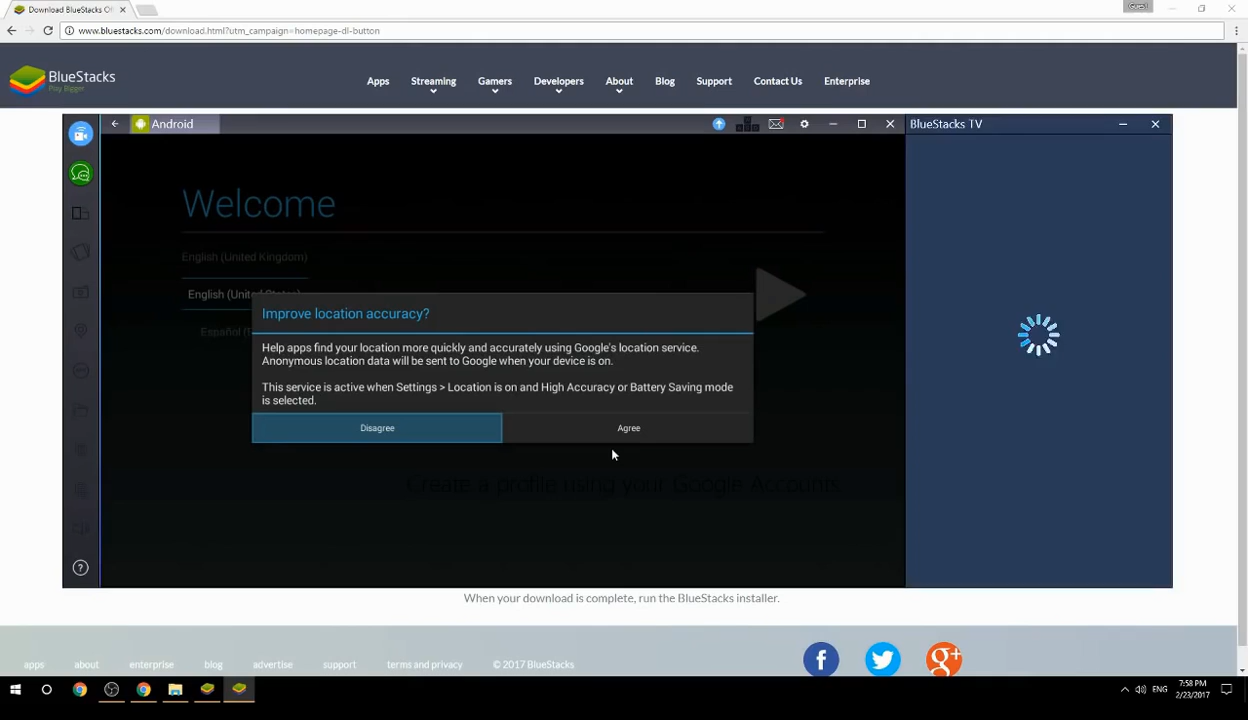 Download BlueStacks Of
Guest
www.bluestacks.com/download.html?utm_campaign=homepage-dl-button
BlueStacks
Play Bigger
Apps Streaming Gamers Developers About Blog Support Contact Us Enterprise
Android
BlueStacks TV
Welcome
English (United Kingdom)
English (United States)
Español (
Improve location accuracy?
Help apps find your location more quickly and accurately using Google's location service.
Anonymous location data will be sent to Google when your device is on.
This service is active when Settings > Location is on and High Accuracy or Battery Saving mode
is selected.
Disagree Agree
Create a profile using your Google Accounts
?
When your download is complete, run the BlueStacks installer.
apps about enterprise blog advertise support terms and privacy © 2017 BlueStacks
f g+
ENG 7:58 PM
2/23/2017